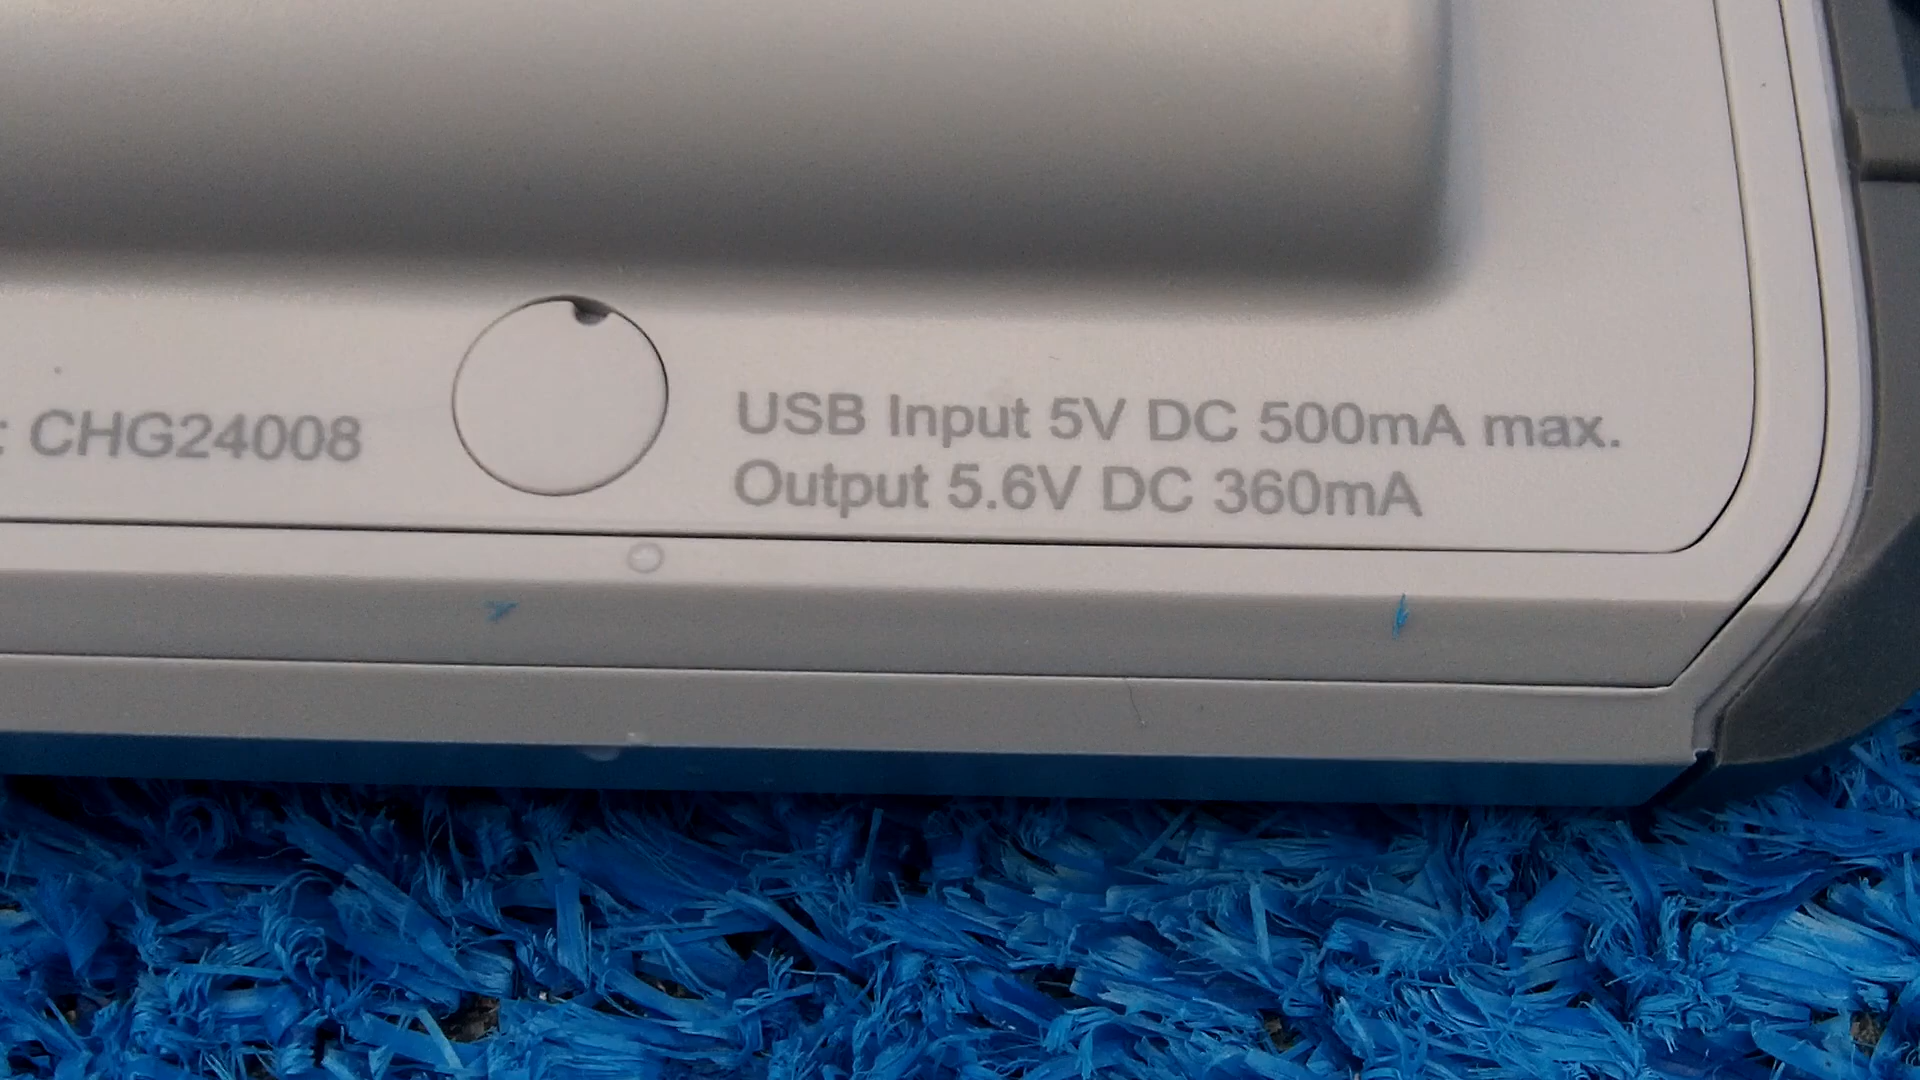 : CHG24008
USB Input 5V DC 500mA max.
Output 5.6V DC 360mA